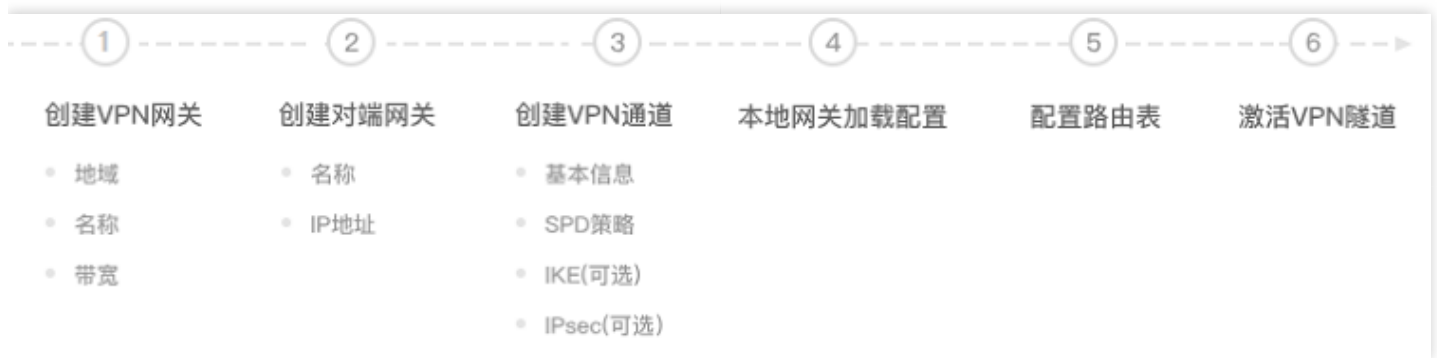 1 2 3 4 5 6
创建VPN网关 创建对端网关 创建VPN通道 本地网关加载配置 配置路由表 激活VPN隧道
地域 名称 基本信息
名称 IP地址 SPD策略
带宽 IKE(可选)
IPsec(可选)